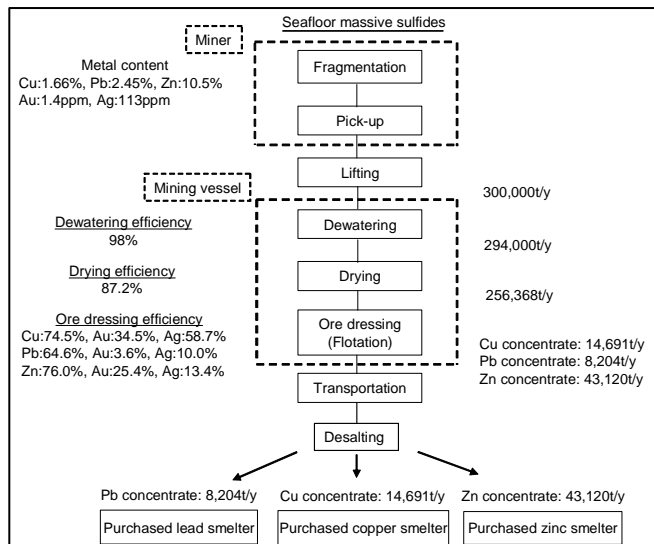 Seafloor massive sulfides
Miner
Metal content
Cu:1.66%, Pb:2.45%, Zn:10.5%
Au:1.4ppm, Ag:113ppm
Fragmentation
Pick-up
Lifting
Mining vessel
300,000t/y
Dewatering efficiency
98%
Dewatering
294,000t/y
Drying efficiency
87.2%
Drying
256,368t/y
Ore dressing efficiency
Cu:74.5%, Au:34.5%, Ag:58.7%
Pb:64.6%, Au:3.6%, Ag:10.0%
Zn:76.0%, Au:25.4%, Ag:13.4%
Ore dressing
(Flotation)
Cu concentrate: 14,691t/y
Pb concentrate: 8,204t/y
Zn concentrate: 43,120t/y
Transportation
Desalting
Pb concentrate: 8,204t/y
Cu concentrate: 14,691t/y
Zn concentrate: 43,120t/y
Purchased lead smelter
Purchased copper smelter
Purchased zinc smelter